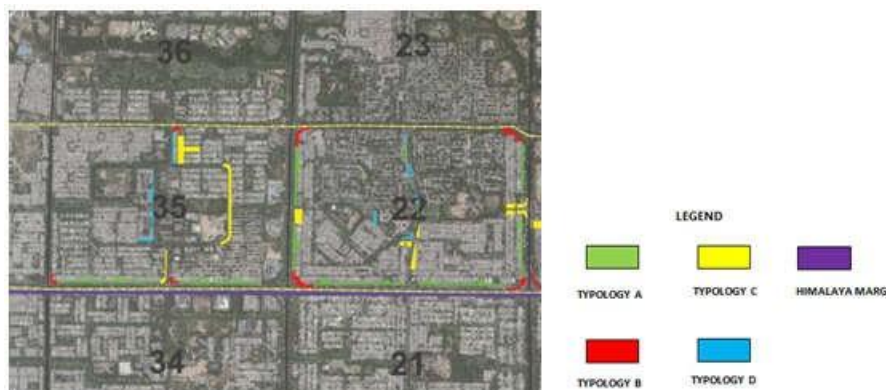 36
23
35
22
34
21
LEGEND
TYPOLOGY A
TYPOLOGY C
HIMALAYA MARG
TYPOLOGY B
TYPOLOGY D